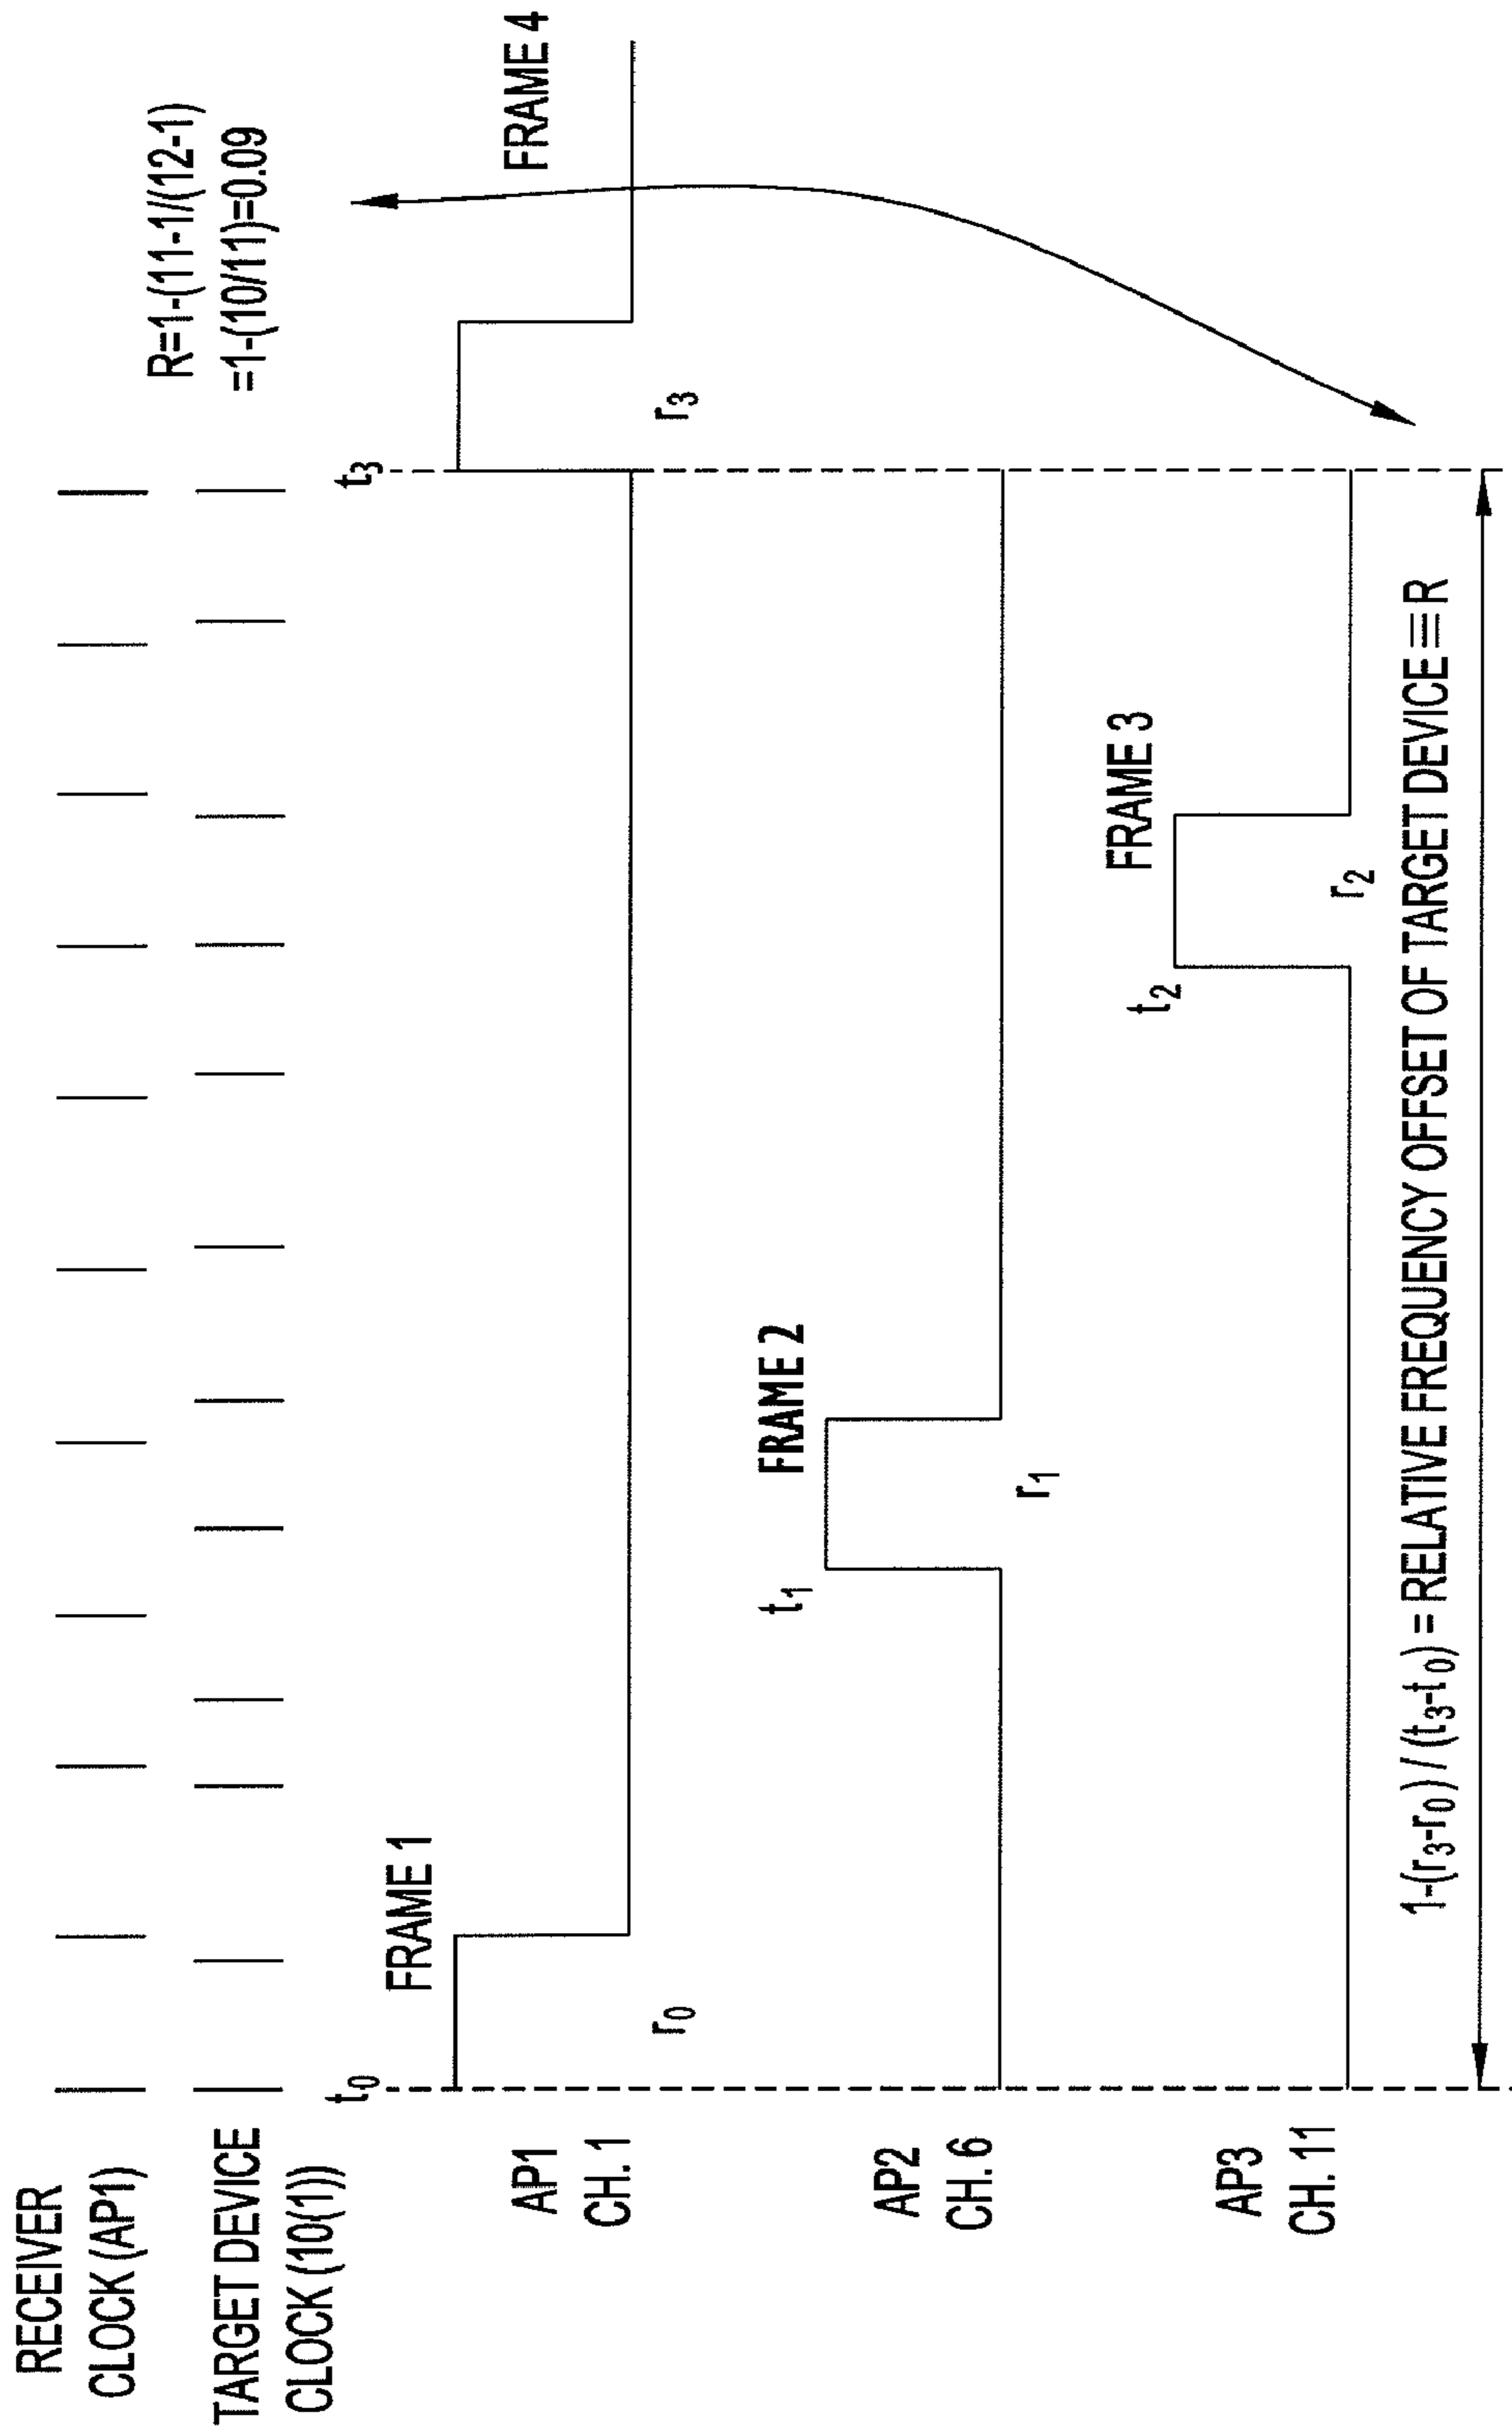 RECEIVER
CLOCK (AP1)
TARGET DEVICE
CLOCK (10(1))
R=1-(11-1/(12-1)
=1-(10/11)=0.09
t0
t3
FRAME 1
FRAME 4
AP1
CH. 1
r0
r3
t1
FRAME 2
AP2
CH. 6
r1
t2
FRAME 3
AP3
CH. 11
r2
1-(r3-r0) / (t3-t0) = RELATIVE FREQUENCY OFFSET OF TARGET DEVICE = R